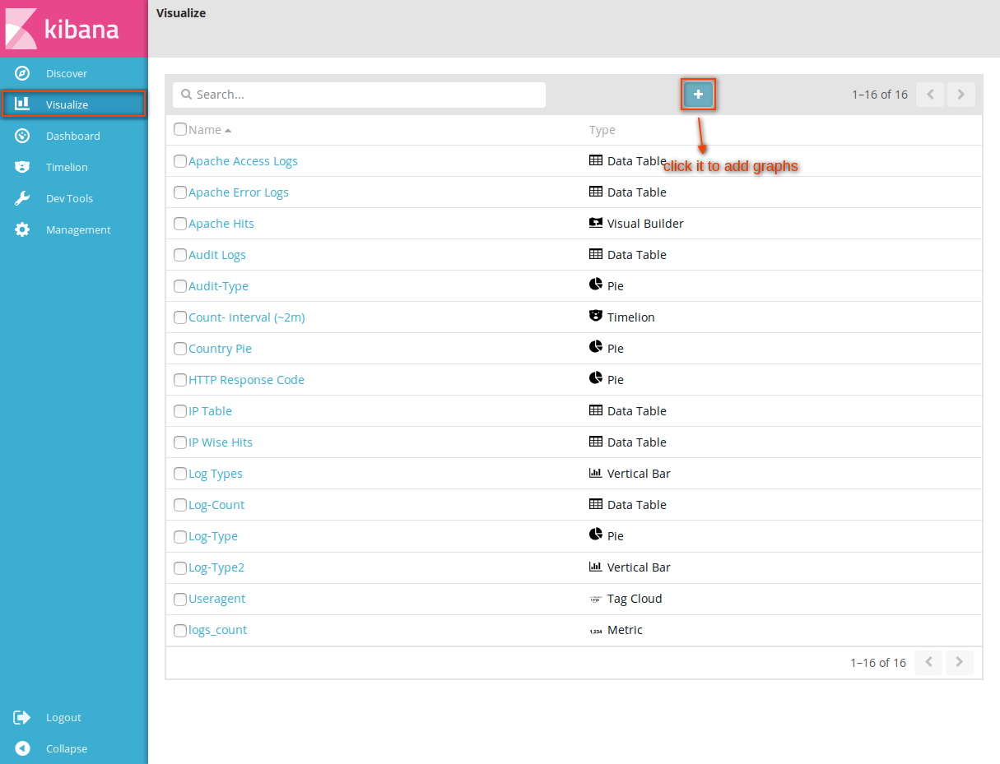 Visualize
kibana
Discover
Visualize
Dashboard
Timelion
Dev Tools
Management
Logout
Collapse
Search...
1–16 of 16
Name Type
Apache Access Logs Data Table
click it to add graphs
Apache Error Logs Data Table
Apache Hits Visual Builder
Audit Logs Data Table
Audit-Type Pie
Count- interval (~2m) Timelion
Country Pie Pie
HTTP Response Code Pie
IP Table Data Table
IP Wise Hits Data Table
Log Types Vertical Bar
Log-Count Data Table
Log-Type Pie
Log-Type2 Vertical Bar
Useragent Tag Cloud
logs_count 1,234 Metric
1–16 of 16